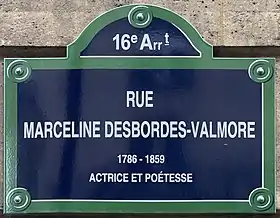 16e Arrt
RUE
MARCELINE DESBORDES-VALMORE
1786 - 1859
ACTRICE ET POÉTESSE